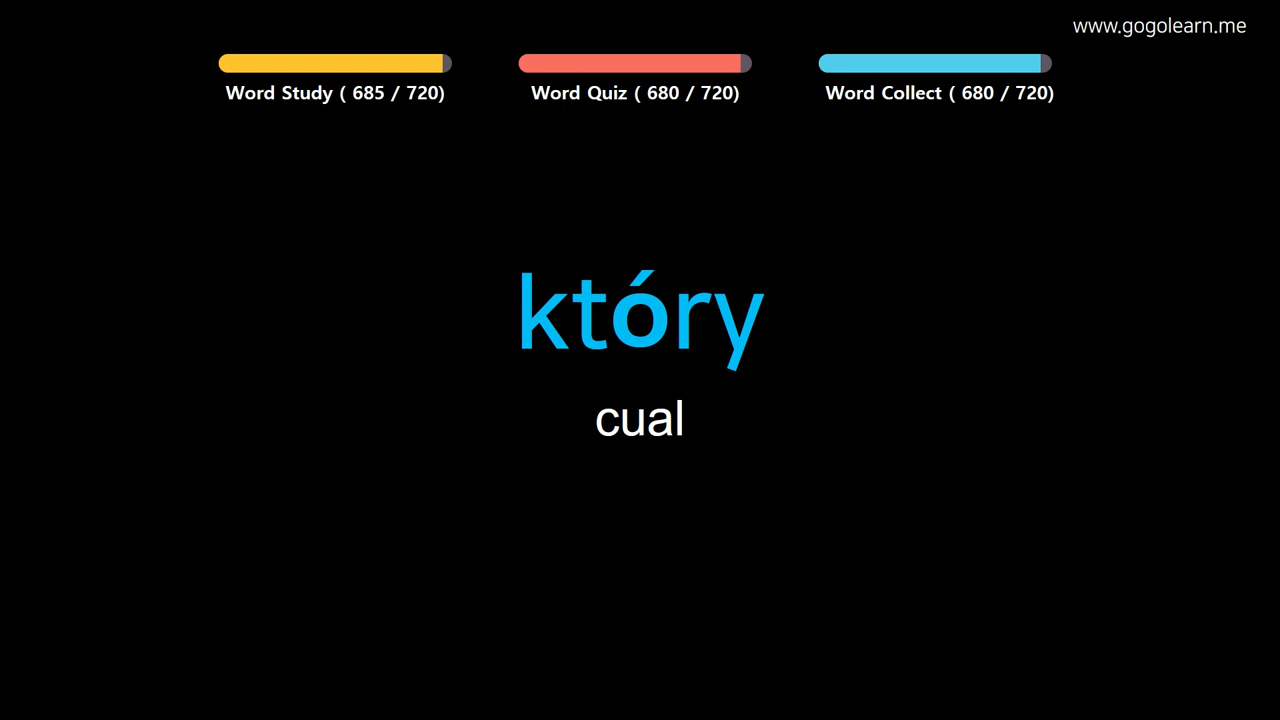 www.gogolearn.me
Word Study ( 685 / 720)
Word Quiz ( 680 / 720)
Word Collect ( 680 / 720)
który
cual